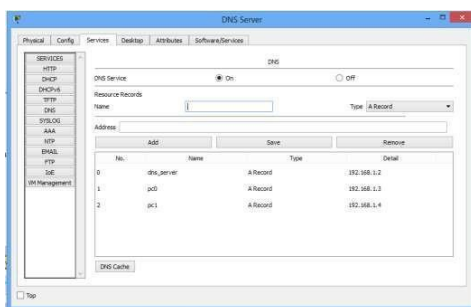 DNS Server
Physical Config Services Desktop Attributes Software/Services
SERVICES
HTTP
DHCP
DHCPv6
TFTP
DNS
SYSLOG
AAA
NTP
EMAIL
FTP
IoE
VM Management
DNS
DNS Service On Off
Resource Records
Name Type A Record
Address
Add Save Remove
No. Name Type Detail
0 dns_server A Record 192.168.1.2
1 pc0 A Record 192.168.1.3
2 pc1 A Record 192.168.1.4
DNS Cache
Top